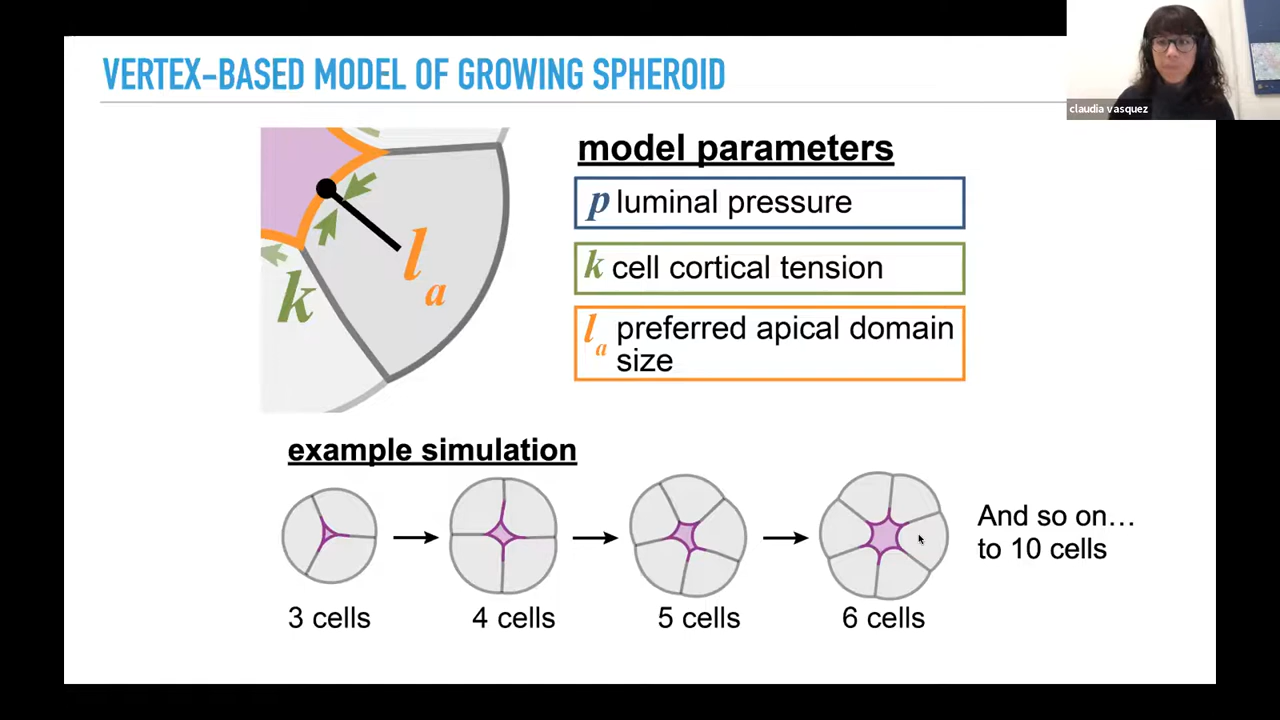 VERTEX-BASED MODEL OF GROWING SPHEROID
claudia vasquez
model parameters
p luminal pressure
k cell cortical tension
l a preferred apical domain
size
l a
k
example simulation
And so on…
to 10 cells
3 cells
4 cells
5 cells
6 cells